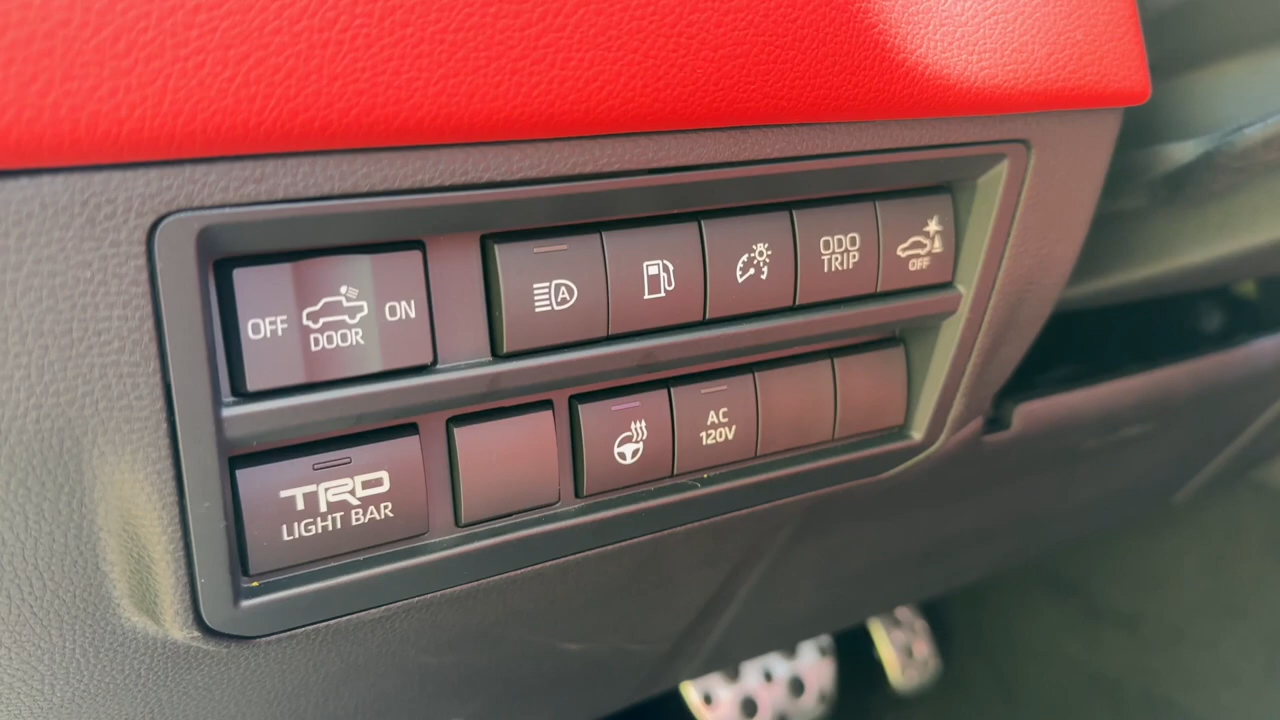 OFF DOOR ON
A
ODO
TRIP
OFF
TRD
LIGHT BAR
AC
120V